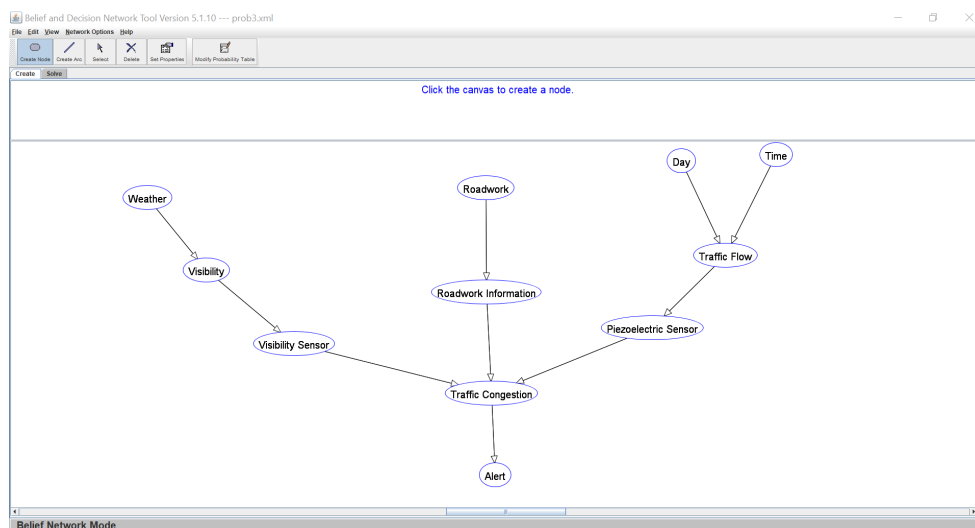 Belief and Decision Network Tool Version 5.1.10 --- prob3.xml
File Edit View Network Options Help
Create Node Create Arc Select Delete Set Properties Modify Probability Table
Create Solve
Click the canvas to create a node.
Day Time
Weather Roadwork
Traffic Flow
Visibility
Roadwork Information
Piezoelectric Sensor
Visibility Sensor
Traffic Congestion
Alert
Belief Network Mode